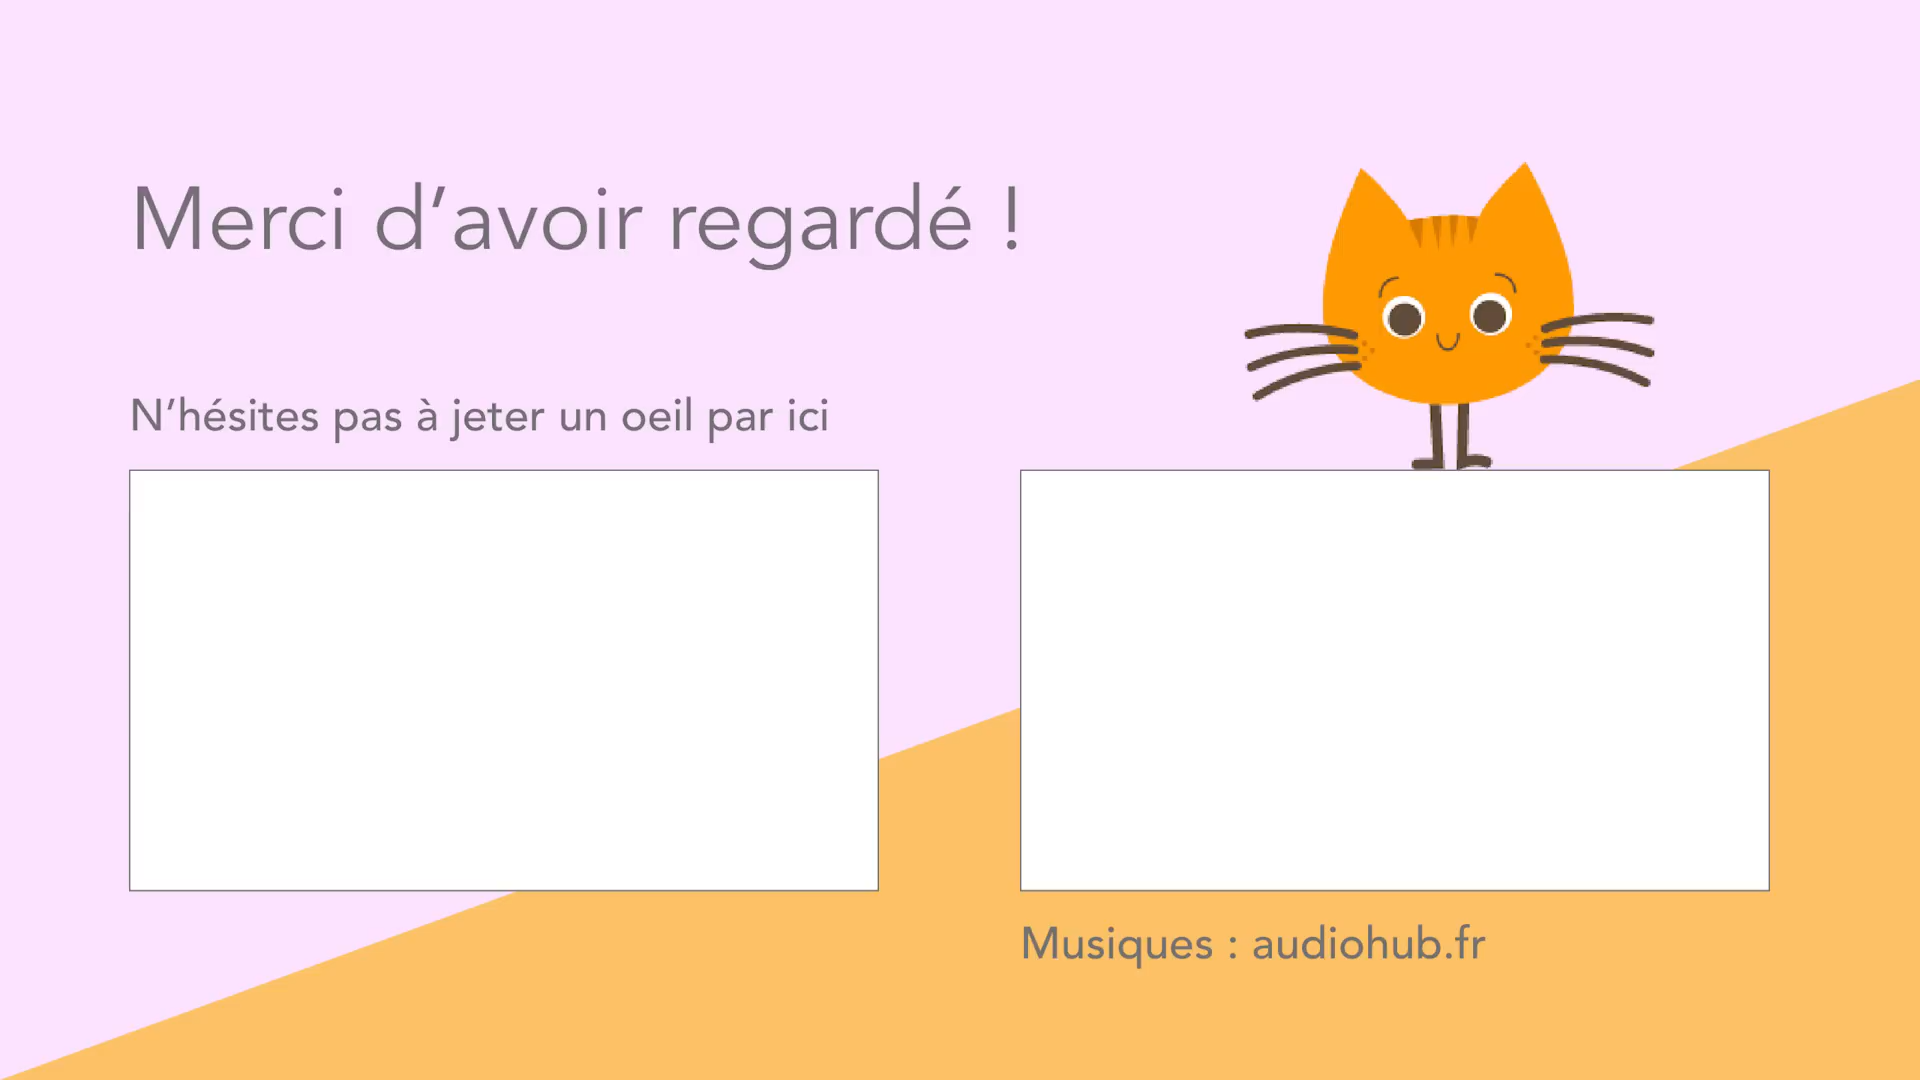 Merci d’avoir regardé !
N’hésites pas à jeter un oeil par ici
Musiques : audiohub.fr